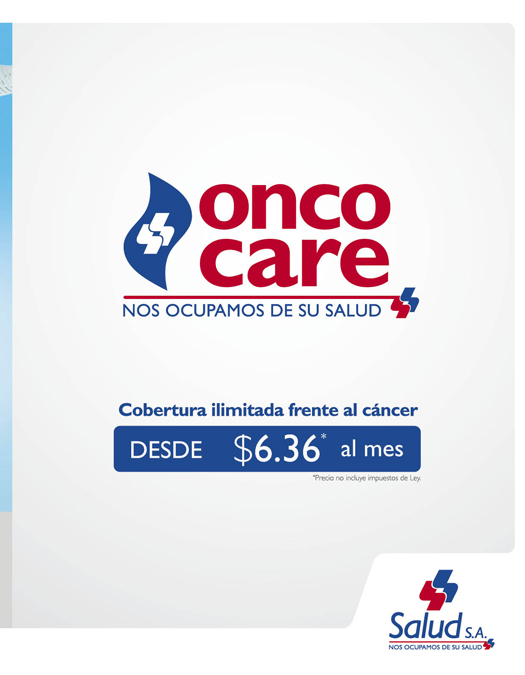 onco
care
NOS OCUPAMOS DE SU SALUD
Cobertura ilimitada frente al cáncer
DESDE $6.36* al mes
*Precio no incluye impuestos de Ley.
Salud S.A.
NOS OCUPAMOS DE SU SALUD